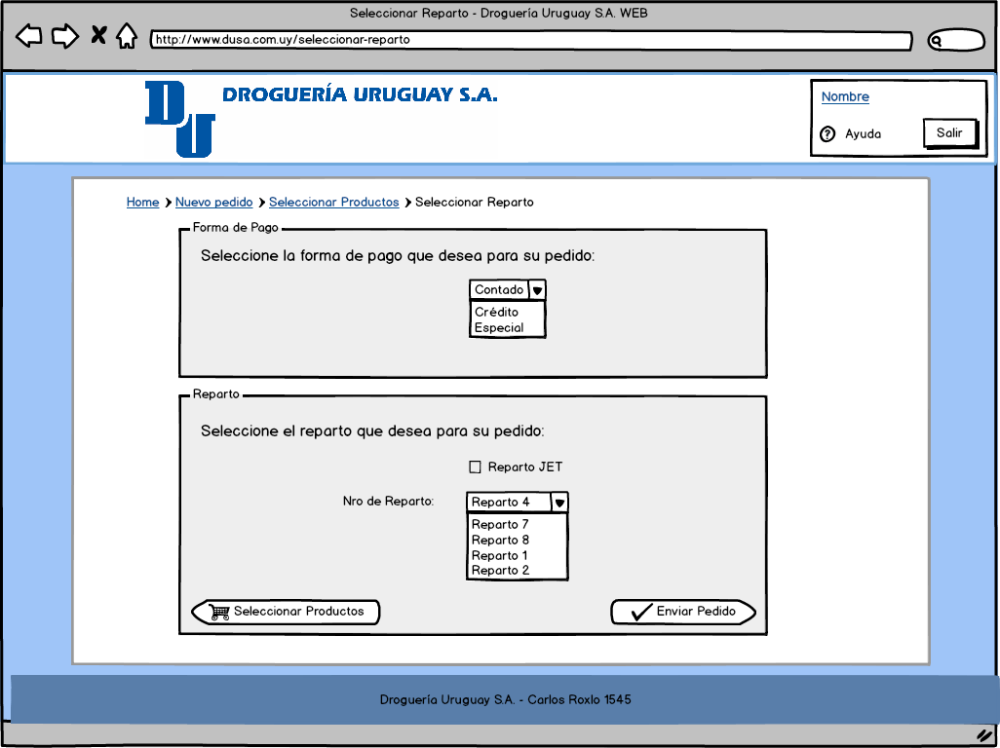 Seleccionar Reparto - Droguería Uruguay S.A. WEB
http://www.dusa.com.uy/seleccionar-reparto
DU
DROGUERÍA URUGUAY S.A.
Nombre
? Ayuda
Salir
Home > Nuevo pedido > Seleccionar Productos > Seleccionar Reparto
Forma de Pago
Seleccione la forma de pago que desea para su pedido:
Contado
Crédito
Especial
Reparto
Seleccione el reparto que desea para su pedido:
Reparto JET
Nro de Reparto: Reparto 4
Reparto 7
Reparto 8
Reparto 1
Reparto 2
Seleccionar Productos
Enviar Pedido
Droguería Uruguay S.A. - Carlos Roxlo 1545